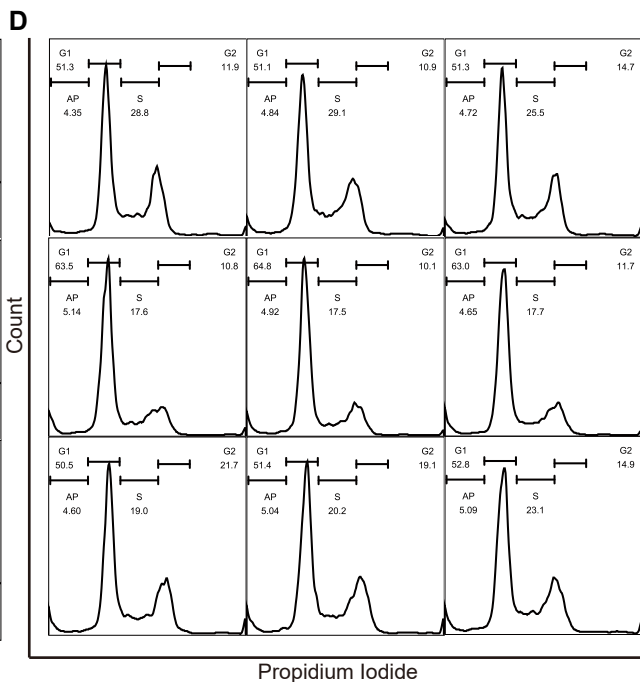 D
G1 G2 G1 G2 G1 G2
51.3 11.9 51.1 10.9 51.3 14.7
AP S AP S AP S
4.35 28.8 4.84 29.1 4.72 25.5
G1 G2 G1 G2 G1 G2
63.5 10.8 64.8 10.1 63.0 11.7
AP S AP S AP S
5.14 17.6 4.92 17.5 4.65 17.7
Count
G1 G2 G1 G2 G1 G2
50.5 21.7 51.4 19.1 52.8 14.9
AP S AP S AP S
4.60 19.0 5.04 20.2 5.09 23.1
Propidium Iodide